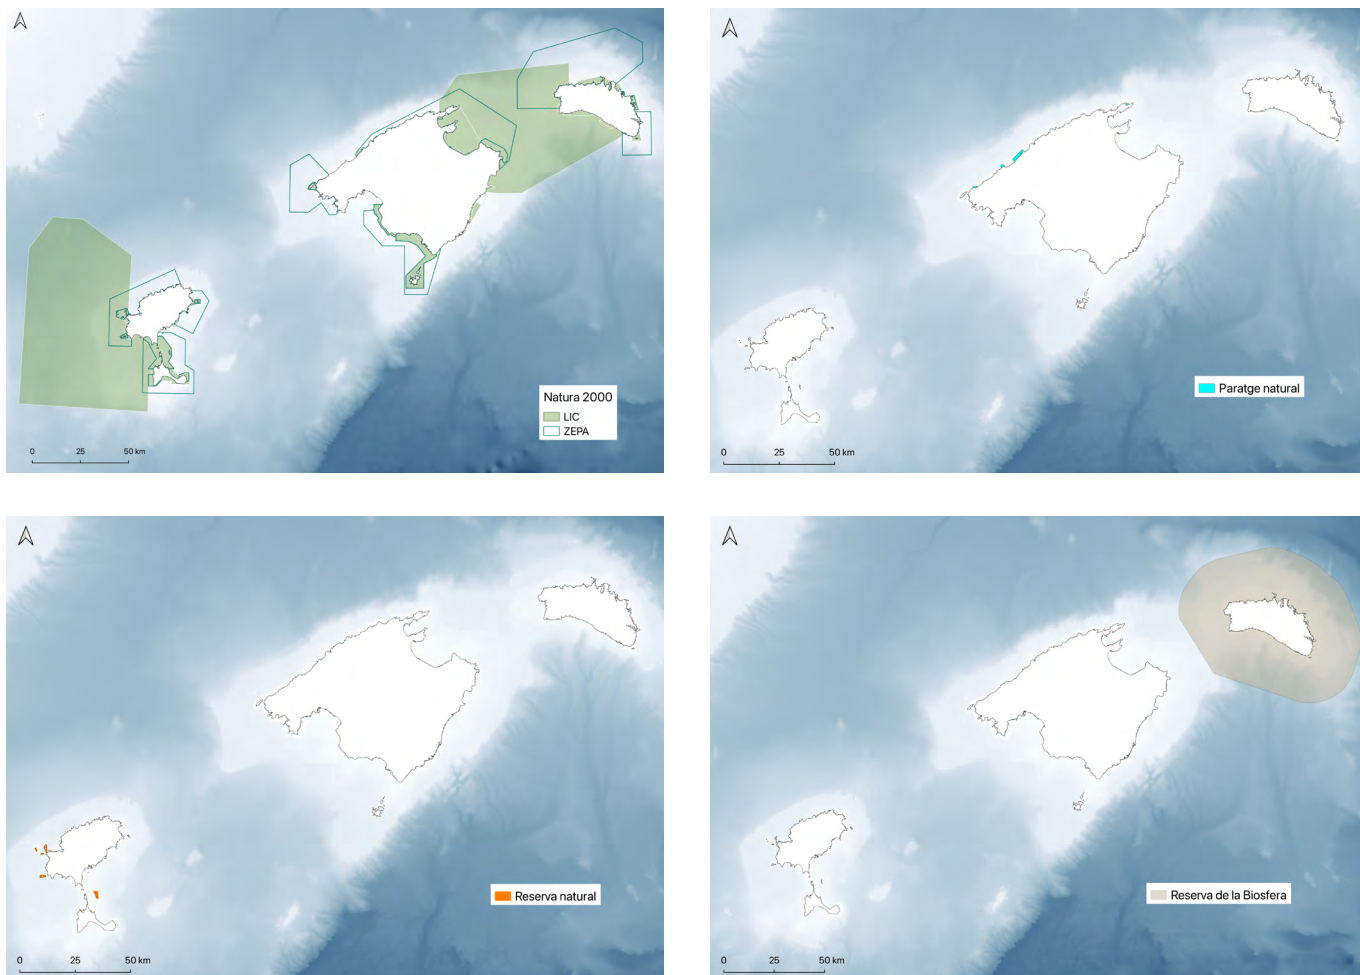 Natura 2000
LIC
ZEPA
0 25 50 km
Paratge natural
0 25 50 km
Reserva natural
0 25 50 km
Reserva de la Biosfera
0 25 50 km